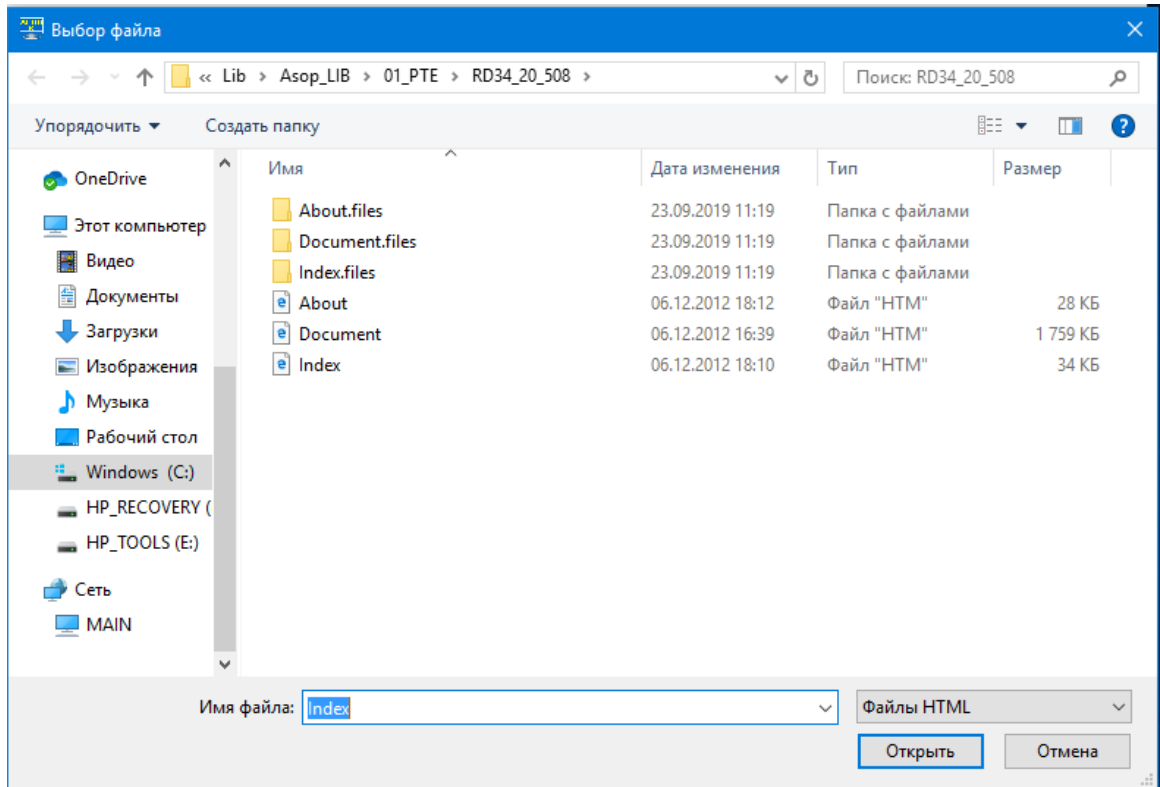 Выбор файла
« Lib > Asop_LIB > 01_PTE > RD34_20_508 >
Поиск: RD34_20_508
Упорядочить Создать папку
OneDrive
Этот компьютер
Видео
Документы
Загрузки
Изображения
Музыка
Рабочий стол
Windows (C:)
HP_RECOVERY (
HP_TOOLS (E:)
Сеть
MAIN
Имя Дата изменения Тип Размер
About.files 23.09.2019 11:19 Папка с файлами
Document.files 23.09.2019 11:19 Папка с файлами
Index.files 23.09.2019 11:19 Папка с файлами
About 06.12.2012 18:12 Файл "HTM" 28 КБ
Document 06.12.2012 16:39 Файл "HTM" 1 759 КБ
Index 06.12.2012 18:10 Файл "HTM" 34 КБ
Имя файла: Index Файлы HTML
Открыть Отмена